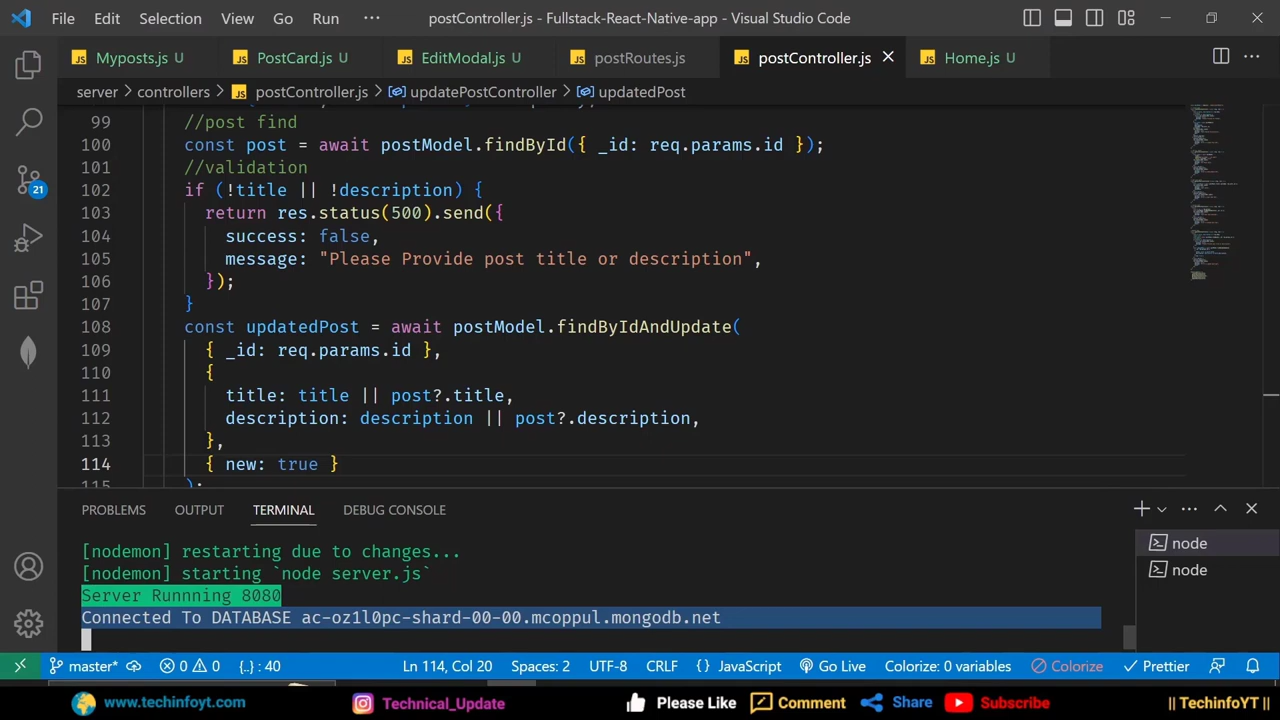 File Edit Selection View Go Run ··· postController.js - Fullstack-React-Native-app - Visual Studio Code
JS Myposts.js U JS PostCard.js U JS EditModal.js U JS postRoutes.js JS postController.js JS Home.js U ···
server > controllers > JS postController.js > updatePostController > updatedPost
99 //post find
100 const post = await postModel.findById({ _id: req.params.id });
101 //validation
102 if (!title || !description) {
103 return res.status(500).send({
104 success: false,
105 message: "Please Provide post title or description",
106 });
107 }
108 const updatedPost = await postModel.findByIdAndUpdate(
109 { _id: req.params.id },
110 {
111 title: title || post?.title,
112 description: description || post?.description,
113 },
114 { new: true }
115 );
21
PROBLEMS OUTPUT TERMINAL DEBUG CONSOLE
[nodemon] restarting due to changes...
[nodemon] starting `node server.js`
Server Runnning 8080
Connected To DATABASE ac-oz1l0pc-shard-00-00.mcoppul.mongodb.net
node
node
master* 0 0 {..} : 40 Ln 114, Col 20 Spaces: 2 UTF-8 CRLF {} JavaScript Go Live Colorize: 0 variables Colorize Prettier
www.techinfoyt.com Technical_Update Please Like Comment Share Subscribe || TechinfoYT ||